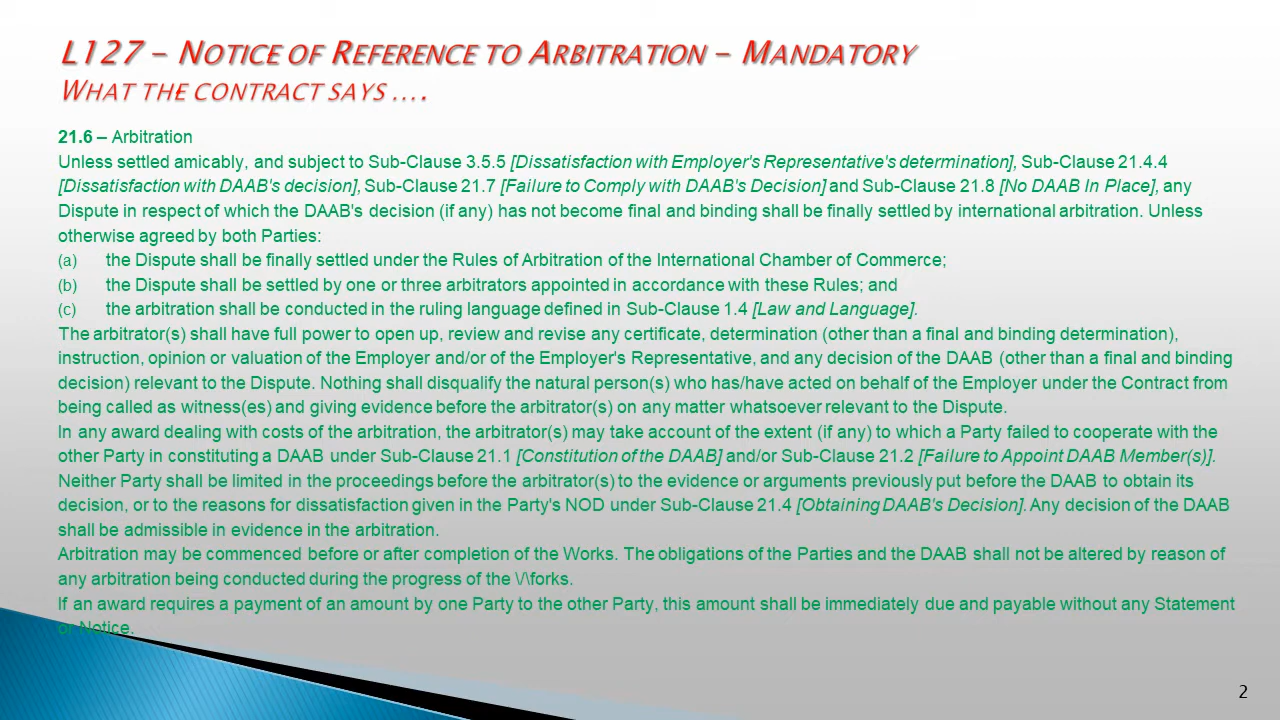 L127 – Notice of Reference to Arbitration – Mandatory
What the contract says ….
21.6 – Arbitration
Unless settled amicably, and subject to Sub-Clause 3.5.5 [Dissatisfaction with Employer's Representative's determination], Sub-Clause 21.4.4
[Dissatisfaction with DAAB's decision], Sub-Clause 21.7 [Failure to Comply with DAAB's Decision] and Sub-Clause 21.8 [No DAAB In Place], any
Dispute in respect of which the DAAB's decision (if any) has not become final and binding shall be finally settled by international arbitration. Unless
otherwise agreed by both Parties:
(a) the Dispute shall be finally settled under the Rules of Arbitration of the International Chamber of Commerce;
(b) the Dispute shall be settled by one or three arbitrators appointed in accordance with these Rules; and
(c) the arbitration shall be conducted in the ruling language defined in Sub-Clause 1.4 [Law and Language].
The arbitrator(s) shall have full power to open up, review and revise any certificate, determination (other than a final and binding determination),
instruction, opinion or valuation of the Employer and/or of the Employer's Representative, and any decision of the DAAB (other than a final and binding
decision) relevant to the Dispute. Nothing shall disqualify the natural person(s) who has/have acted on behalf of the Employer under the Contract from
being called as witness(es) and giving evidence before the arbitrator(s) on any matter whatsoever relevant to the Dispute.
In any award dealing with costs of the arbitration, the arbitrator(s) may take account of the extent (if any) to which a Party failed to cooperate with the
other Party in constituting a DAAB under Sub-Clause 21.1 [Constitution of the DAAB] and/or Sub-Clause 21.2 [Failure to Appoint DAAB Member(s)].
Neither Party shall be limited in the proceedings before the arbitrator(s) to the evidence or arguments previously put before the DAAB to obtain its
decision, or to the reasons for dissatisfaction given in the Party's NOD under Sub-Clause 21.4 [Obtaining DAAB's Decision]. Any decision of the DAAB
shall be admissible in evidence in the arbitration.
Arbitration may be commenced before or after completion of the Works. The obligations of the Parties and the DAAB shall not be altered by reason of
any arbitration being conducted during the progress of the \/\forks.
If an award requires a payment of an amount by one Party to the other Party, this amount shall be immediately due and payable without any Statement
or Notice.
2